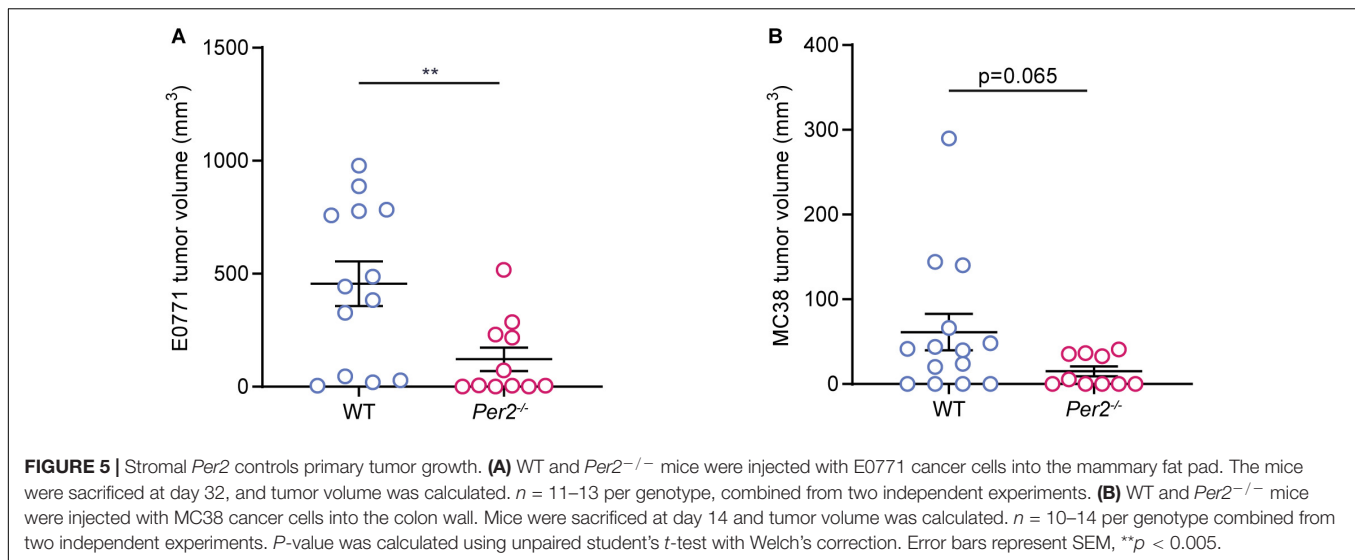 A
1500
1000
500
0
E0771 tumor volume (mm³)
**
WT
Per2-/-
B
400
300
200
100
0
MC38 tumor volume (mm³)
p=0.065
WT
Per2-/-
FIGURE 5 | Stromal Per2 controls primary tumor growth. (A) WT and Per2−/− mice were injected with E0771 cancer cells into the mammary fat pad. The mice
were sacrificed at day 32, and tumor volume was calculated. n = 11–13 per genotype, combined from two independent experiments. (B) WT and Per2−/− mice
were injected with MC38 cancer cells into the colon wall. Mice were sacrificed at day 14 and tumor volume was calculated. n = 10–14 per genotype combined from
two independent experiments. P-value was calculated using unpaired student's t-test with Welch's correction. Error bars represent SEM, **p < 0.005.